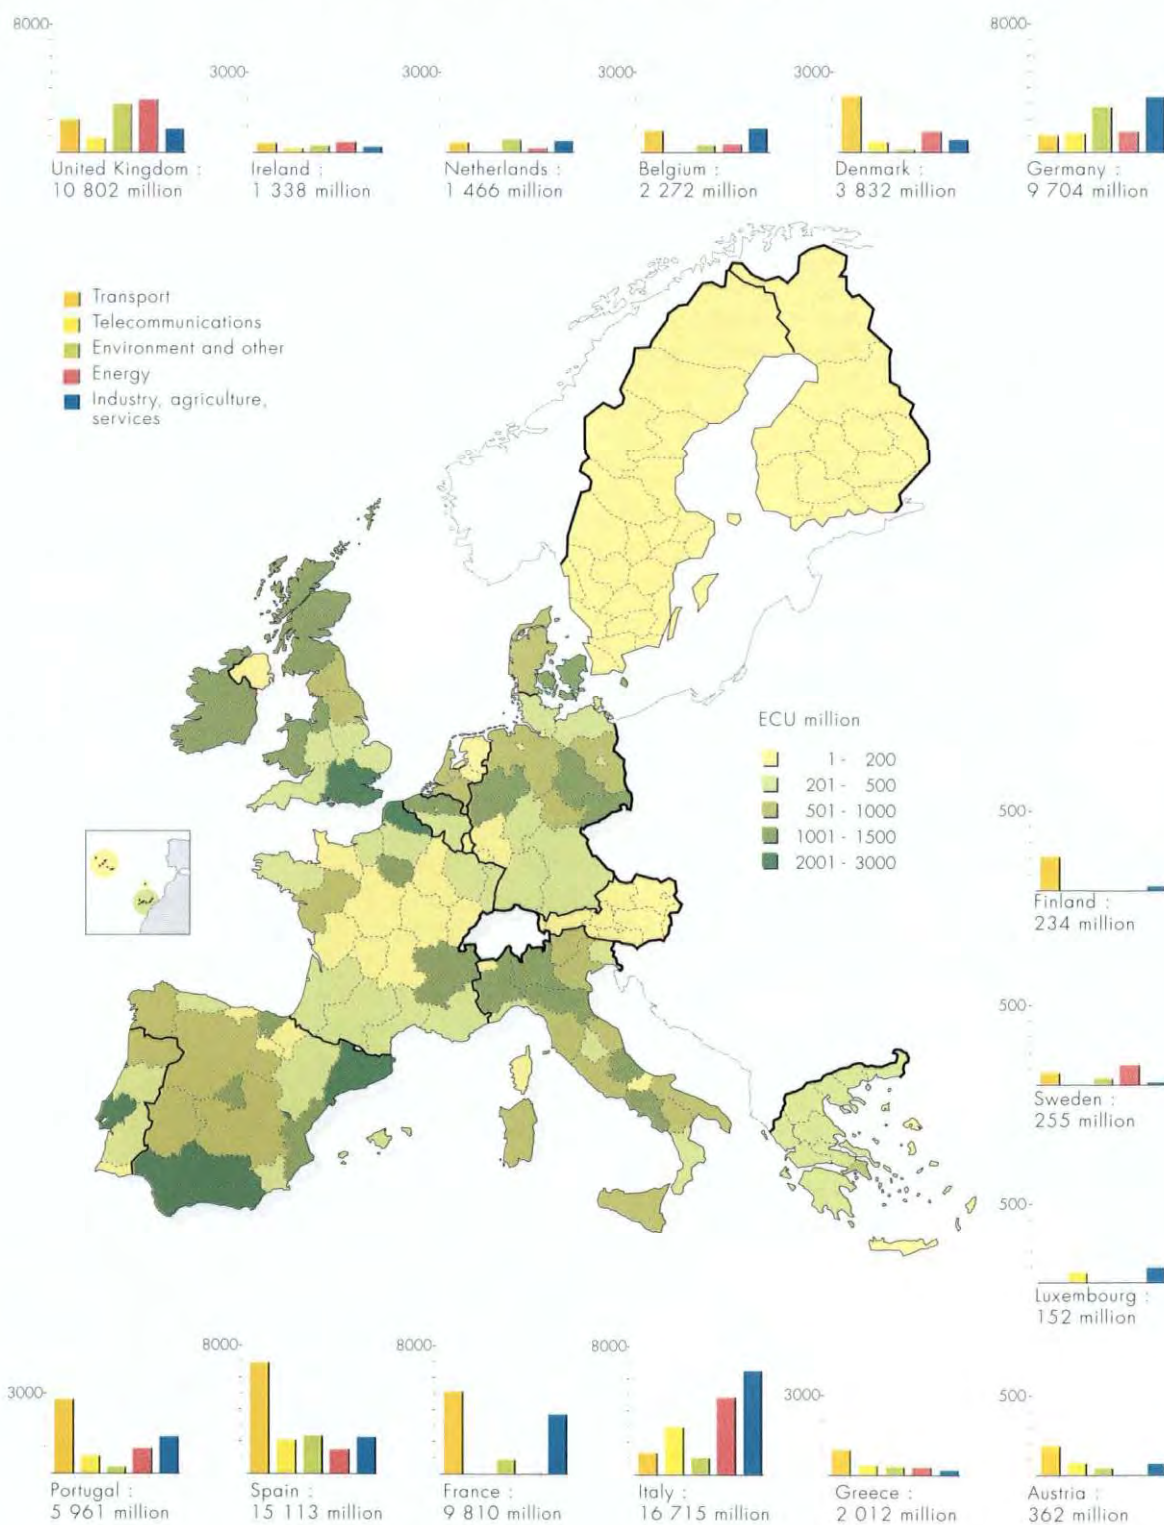 8000-
3000-
3000-
3000-
3000-
8000-
United Kingdom :
10 802 million
Ireland :
1 338 million
Netherlands :
1 466 million
Belgium :
2 272 million
Denmark :
3 832 million
Germany :
9 704 million
Transport
Telecommunications
Environment and other
Energy
Industry, agriculture,
services
ECU million
1 - 200
201 - 500
501 - 1000
1001 - 1500
2001 - 3000
500-
Finland :
234 million
500-
Sweden :
255 million
500-
Luxembourg :
152 million
3000-
8000-
8000-
8000-
3000-
500-
Portugal :
5 961 million
Spain :
15 113 million
France :
9 810 million
Italy :
16 715 million
Greece :
2 012 million
Austria :
362 million